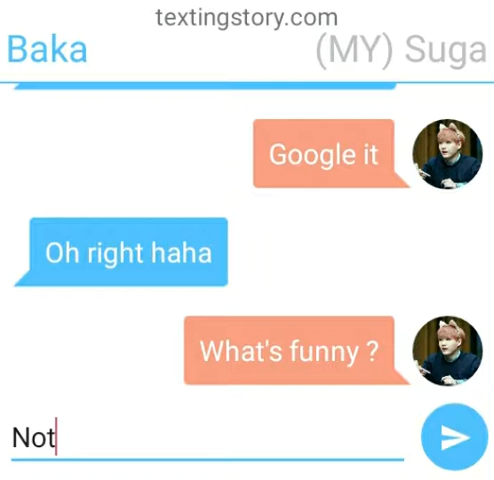 textingstory.com
Baka
(MY) Suga
Google it
Oh right haha
What's funny ?
Not